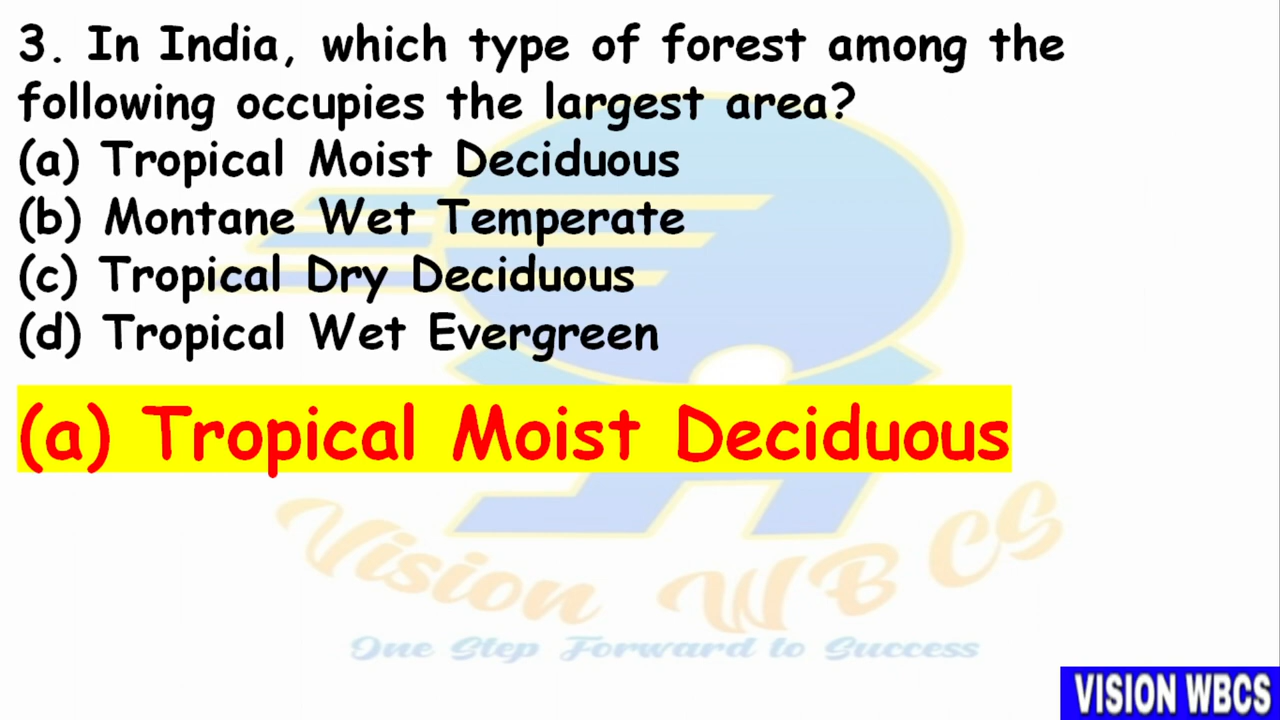 3. In India, which type of forest among the
following occupies the largest area?
(a) Tropical Moist Deciduous
(b) Montane Wet Temperate
(c) Tropical Dry Deciduous
(d) Tropical Wet Evergreen
(a) Tropical Moist Deciduous
Vision WBCS
One Step Forward to Success
VISION WBCS